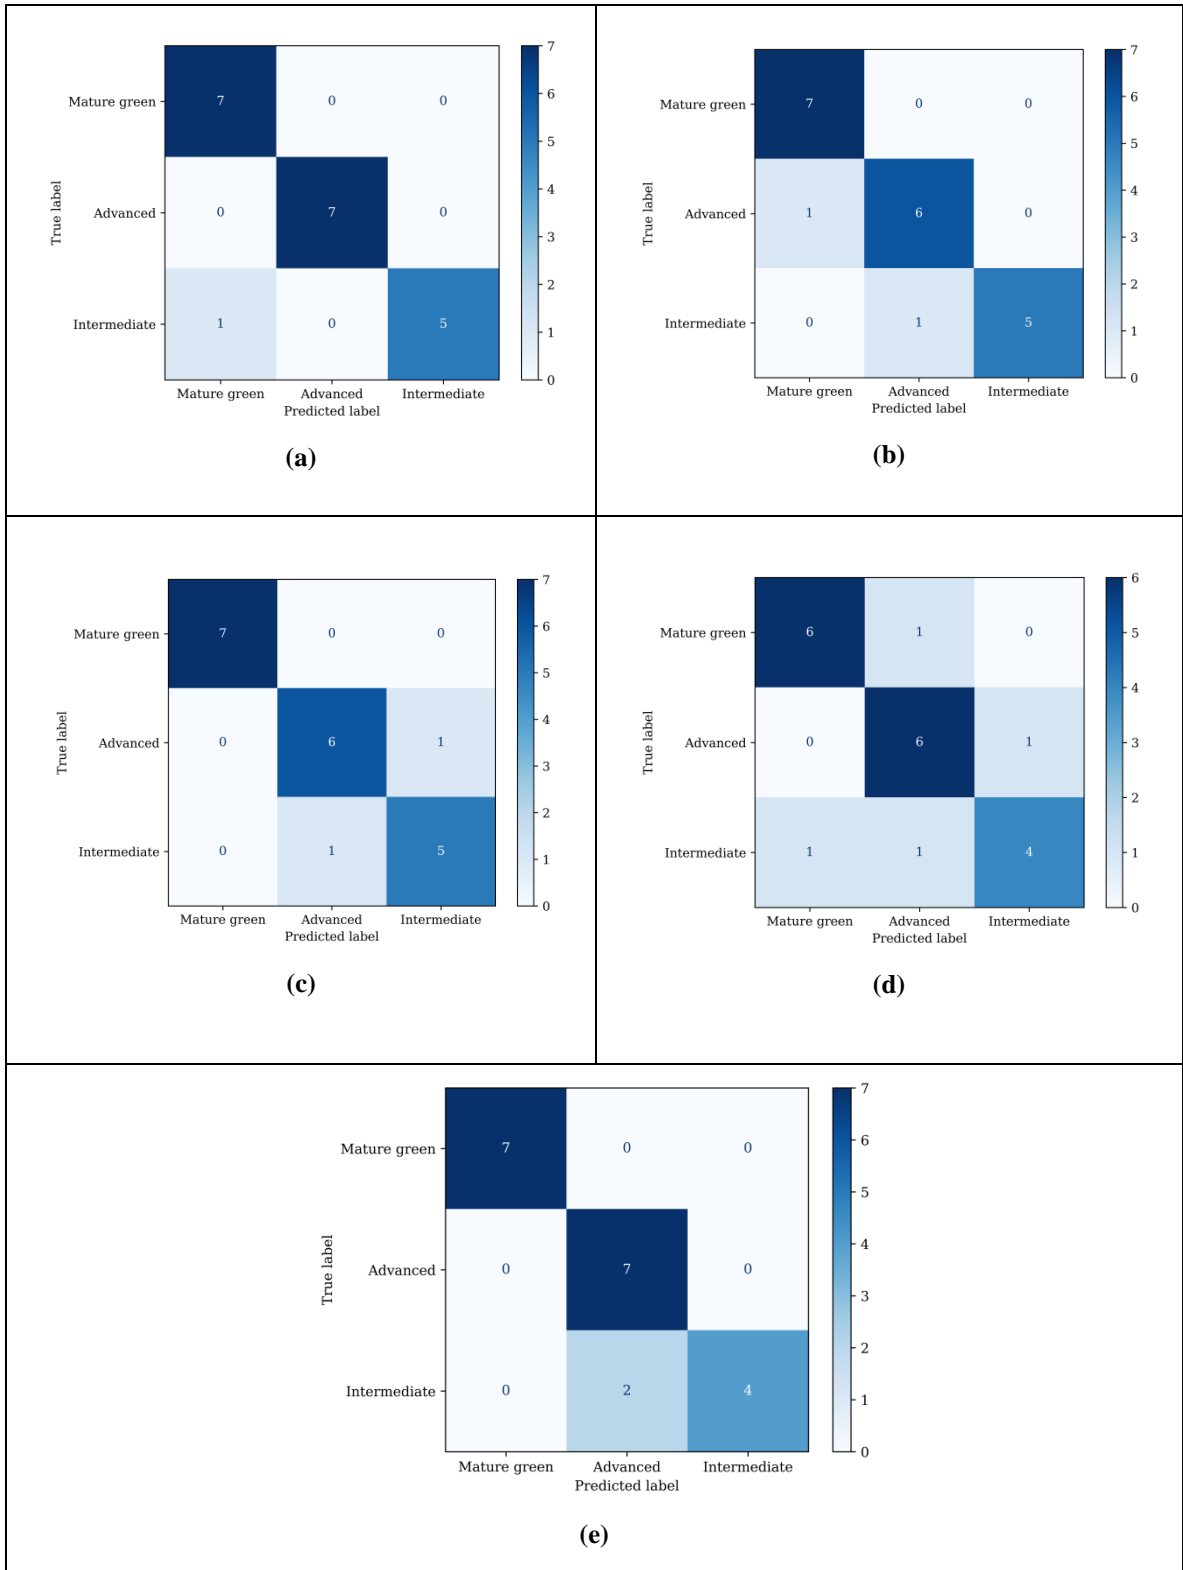 7
Mature green 7 0 0
6
5
True label
Advanced 0 7 0
4
3
2
Intermediate 1 0 5
1
0
Mature green Advanced Intermediate
Predicted label
(a)
7
Mature green 7 0 0
6
5
True label
Advanced 1 6 0
4
3
2
Intermediate 0 1 5
1
0
Mature green Advanced Intermediate
Predicted label
(b)
7
Mature green 7 0 0
6
5
True label
Advanced 0 6 1
4
3
2
Intermediate 0 1 5
1
0
Mature green Advanced Intermediate
Predicted label
(c)
6
Mature green 6 1 0
5
4
True label
Advanced 0 6 1
3
2
Intermediate 1 1 4
1
0
Mature green Advanced Intermediate
Predicted label
(d)
7
Mature green 7 0 0
6
5
True label
Advanced 0 7 0
4
3
2
Intermediate 0 2 4
1
0
Mature green Advanced Intermediate
Predicted label
(e)